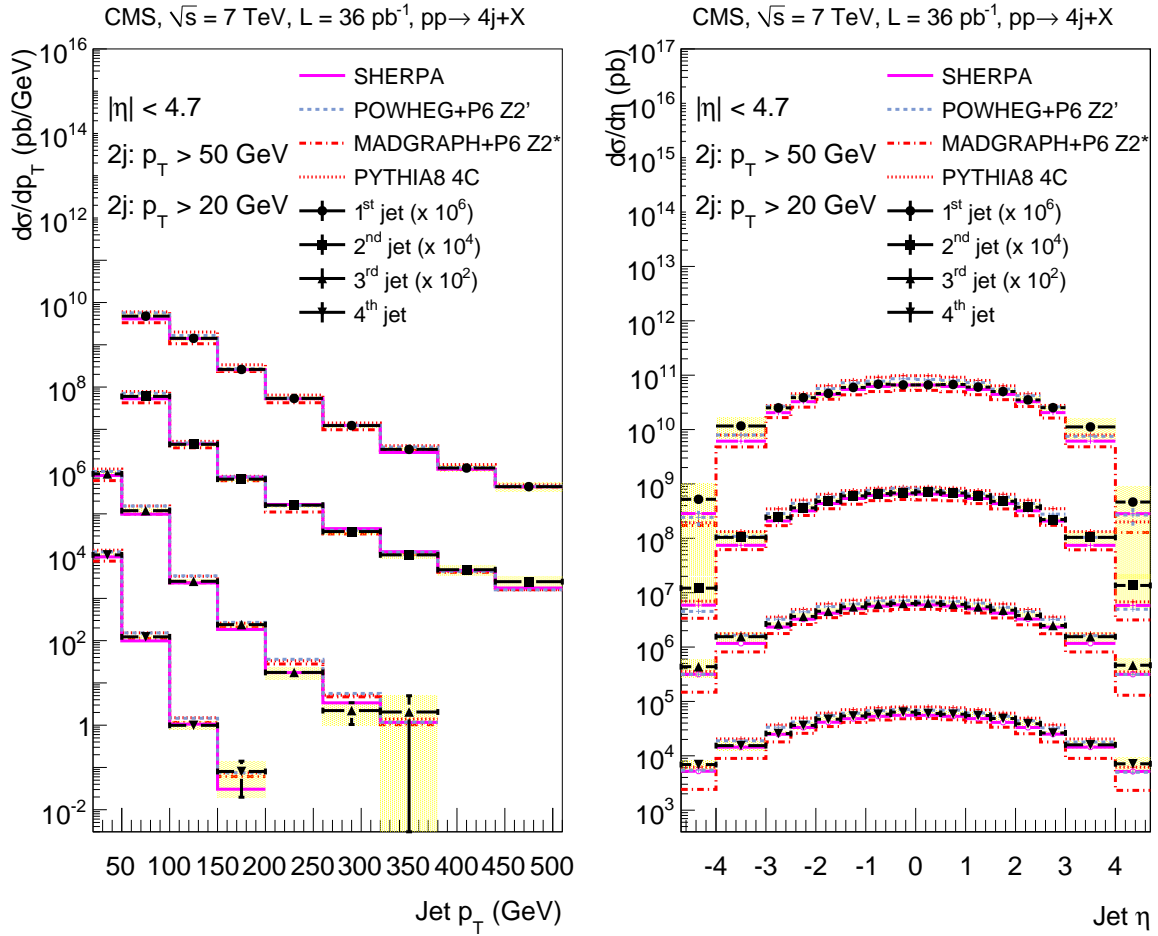 CMS, √s = 7 TeV, L = 36 pb⁻¹, pp→ 4j+X
dσ/dp_T (pb/GeV)
10¹⁶
10¹⁴
10¹²
10¹⁰
10⁸
10⁶
10⁴
10²
1
10⁻²
|η| < 4.7
2j: p_T > 50 GeV
2j: p_T > 20 GeV
SHERPA
POWHEG+P6 Z2'
MADGRAPH+P6 Z2*
PYTHIA8 4C
1ˢᵗ jet (x 10⁶)
2ⁿᵈ jet (x 10⁴)
3ʳᵈ jet (x 10²)
4ᵗʰ jet
50 100 150 200 250 300 350 400 450 500
Jet p_T (GeV)
CMS, √s = 7 TeV, L = 36 pb⁻¹, pp→ 4j+X
dσ/dη (pb)
10¹⁷
10¹⁶
10¹⁵
10¹⁴
10¹³
10¹²
10¹¹
10¹⁰
10⁹
10⁸
10⁷
10⁶
10⁵
10⁴
10³
|η| < 4.7
2j: p_T > 50 GeV
2j: p_T > 20 GeV
SHERPA
POWHEG+P6 Z2'
MADGRAPH+P6 Z2*
PYTHIA8 4C
1ˢᵗ jet (x 10⁶)
2ⁿᵈ jet (x 10⁴)
3ʳᵈ jet (x 10²)
4ᵗʰ jet
-4 -3 -2 -1 0 1 2 3 4
Jet η